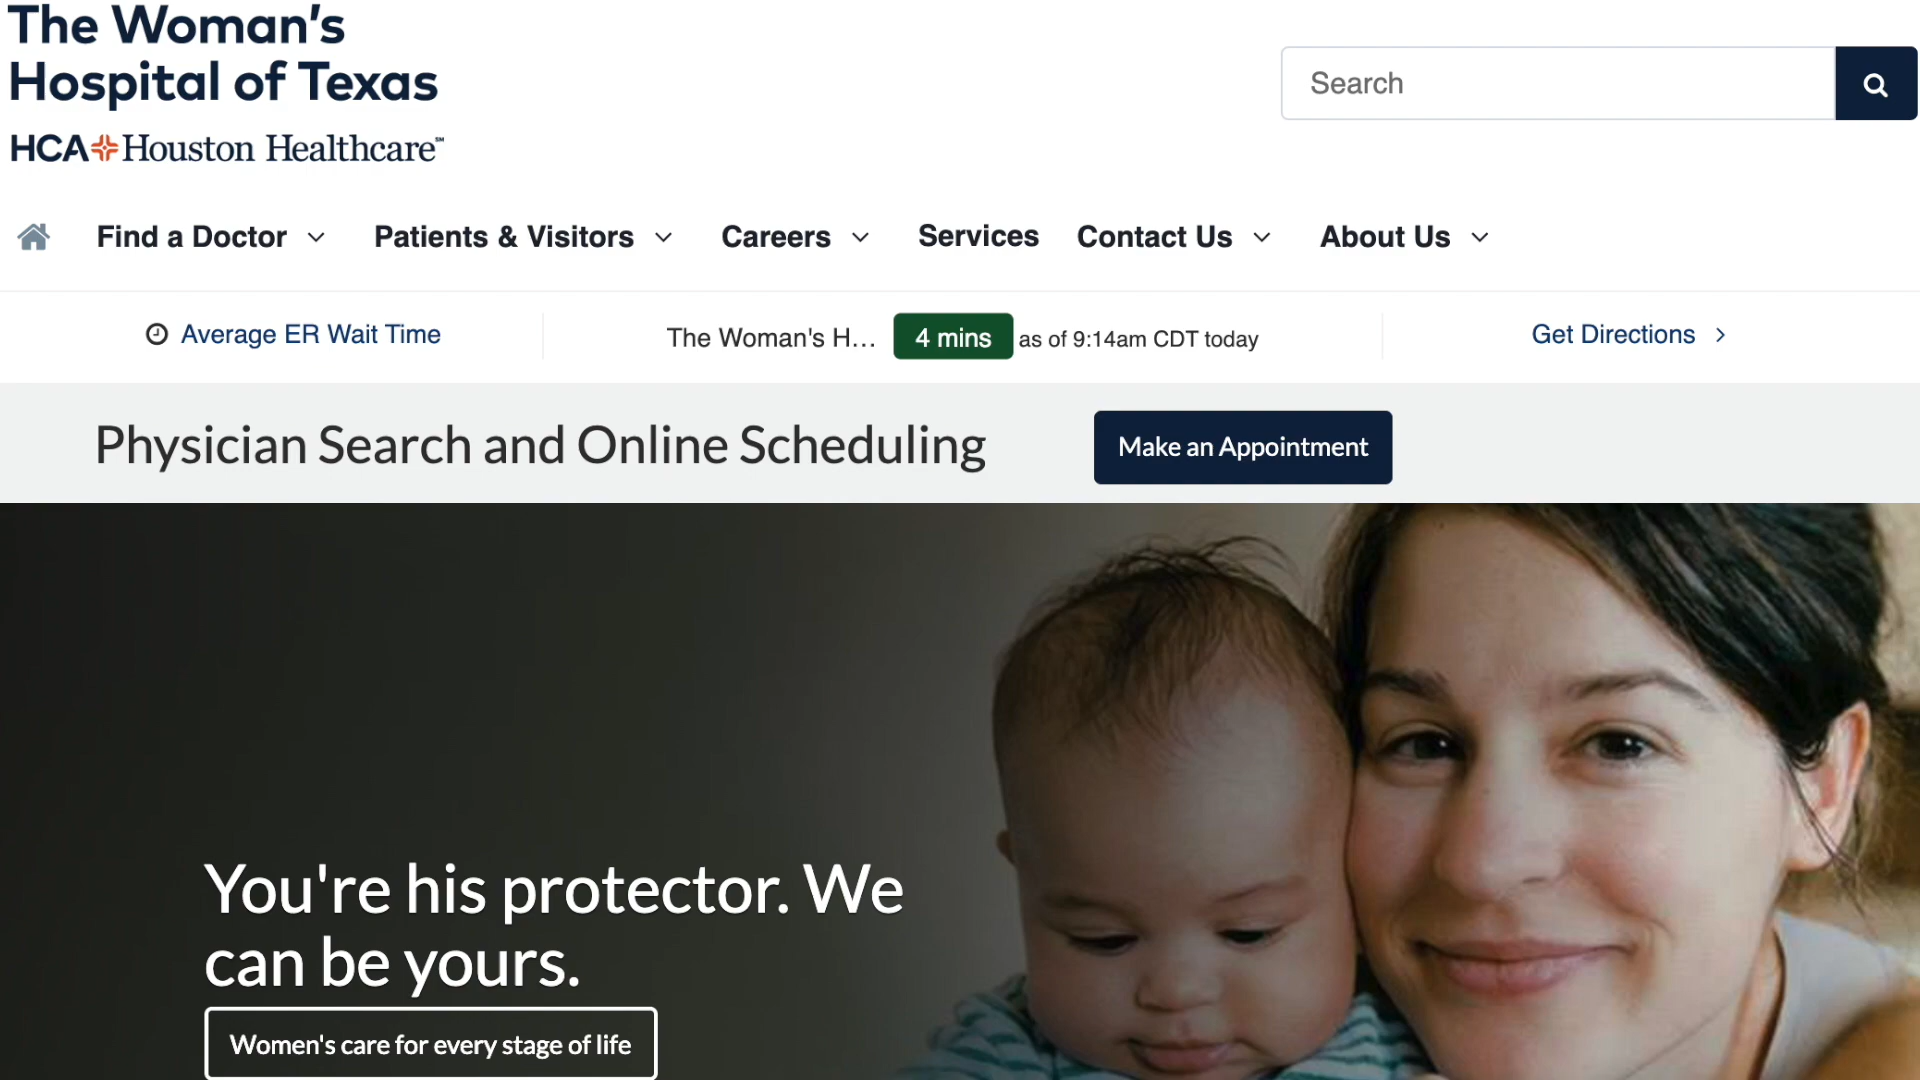 The Woman's
Hospital of Texas
HCA Houston Healthcare℠
Search
Find a Doctor
Patients & Visitors
Careers
Services
Contact Us
About Us
Average ER Wait Time
The Woman's H...
4 mins
as of 9:14am CDT today
Get Directions
Physician Search and Online Scheduling
Make an Appointment
You're his protector. We
can be yours.
Women's care for every stage of life